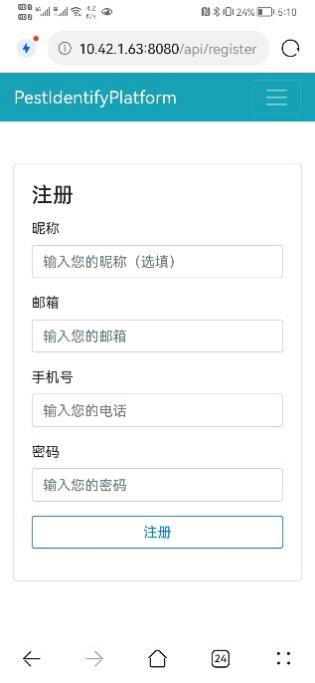 24% 5:10
10.42.1.63:8080/api/register
PestIdentifyPlatform
注册
昵称
输入您的昵称（选填）
邮箱
输入您的邮箱
手机号
输入您的电话
密码
输入您的密码
注册
24